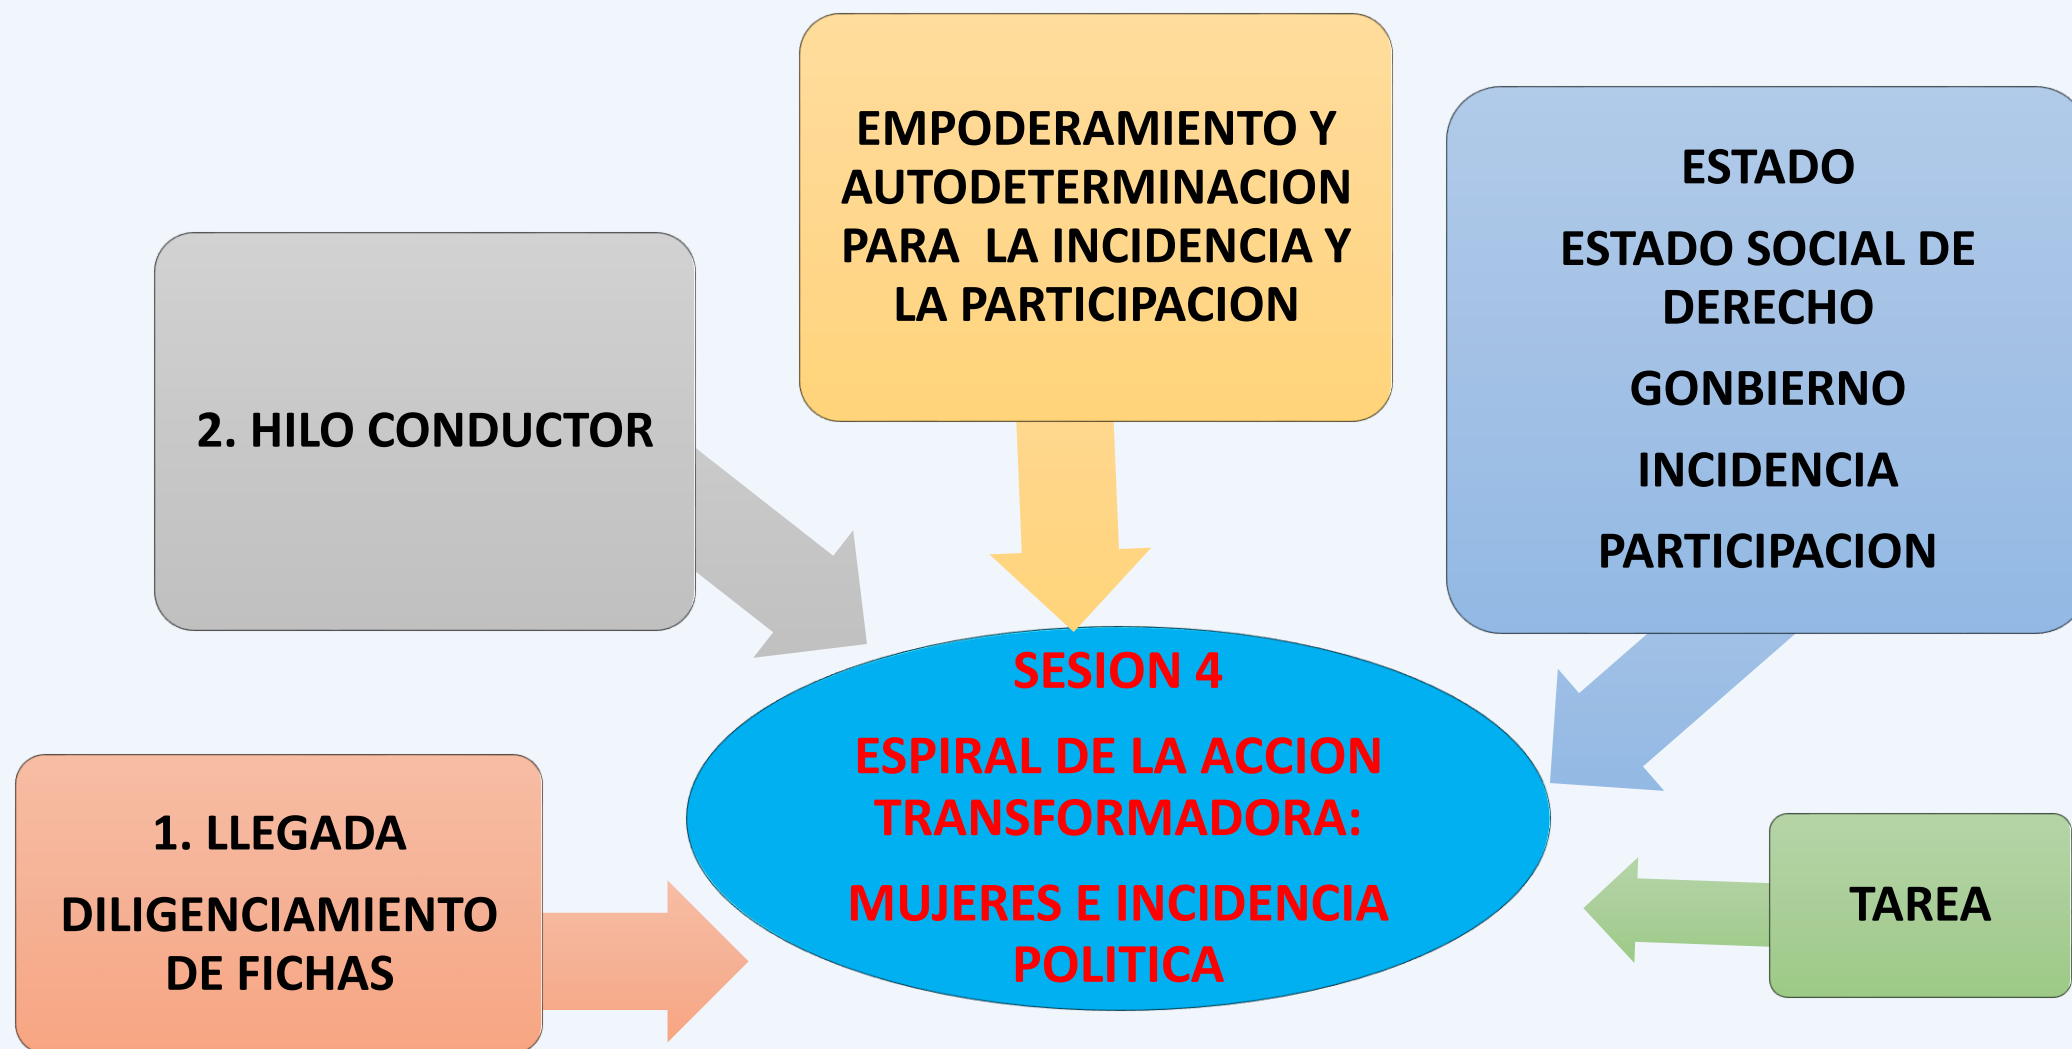 1. LLEGADA
DILIGENCIAMIENTO
DE FICHAS
2. HILO CONDUCTOR
EMPODERAMIENTO Y
AUTODETERMINACION
PARA  LA INCIDENCIA Y
LA PARTICIPACION
ESTADO
ESTADO SOCIAL DE
DERECHO
GONBIERNO
INCIDENCIA
PARTICIPACION
TAREA
SESION 4
ESPIRAL DE LA ACCION
TRANSFORMADORA:
MUJERES E INCIDENCIA
POLITICA